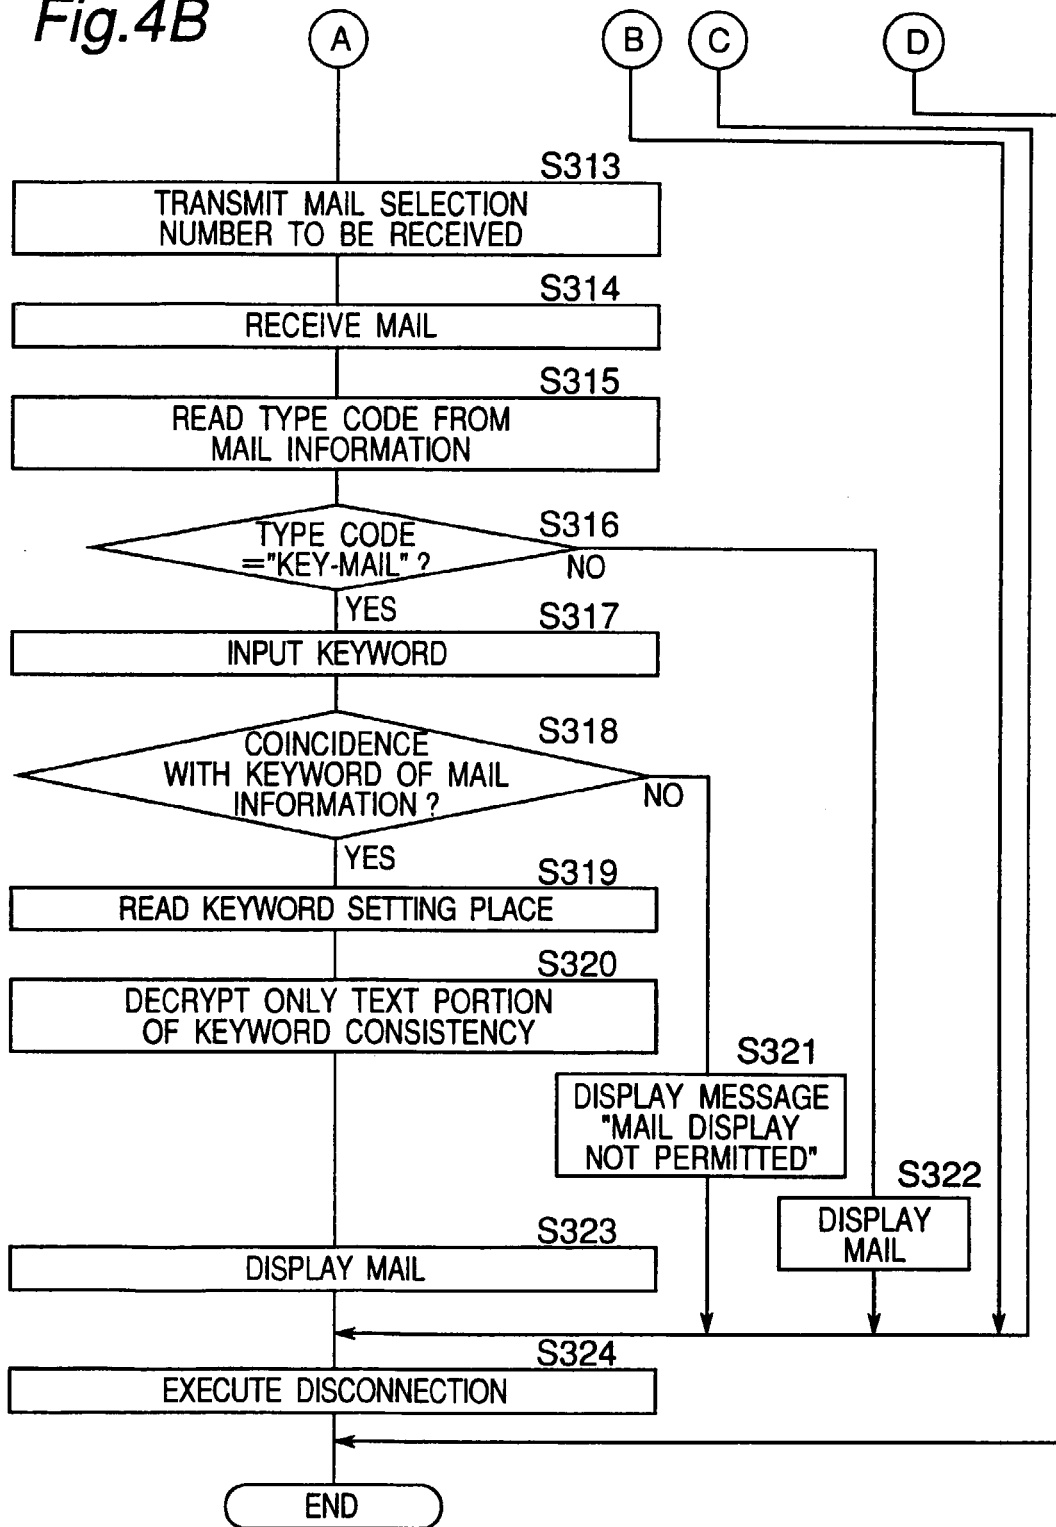 Fig.4B
A
B
C
D
S313
TRANSMIT MAIL SELECTION
NUMBER TO BE RECEIVED
S314
RECEIVE MAIL
S315
READ TYPE CODE FROM
MAIL INFORMATION
S316
TYPE CODE
="KEY-MAIL" ?
NO
YES
S317
INPUT KEYWORD
S318
COINCIDENCE
WITH KEYWORD OF MAIL
INFORMATION ?
NO
YES
S319
READ KEYWORD SETTING PLACE
S320
DECRYPT ONLY TEXT PORTION
OF KEYWORD CONSISTENCY
S321
DISPLAY MESSAGE
"MAIL DISPLAY
NOT PERMITTED"
S322
DISPLAY
MAIL
S323
DISPLAY MAIL
S324
EXECUTE DISCONNECTION
END